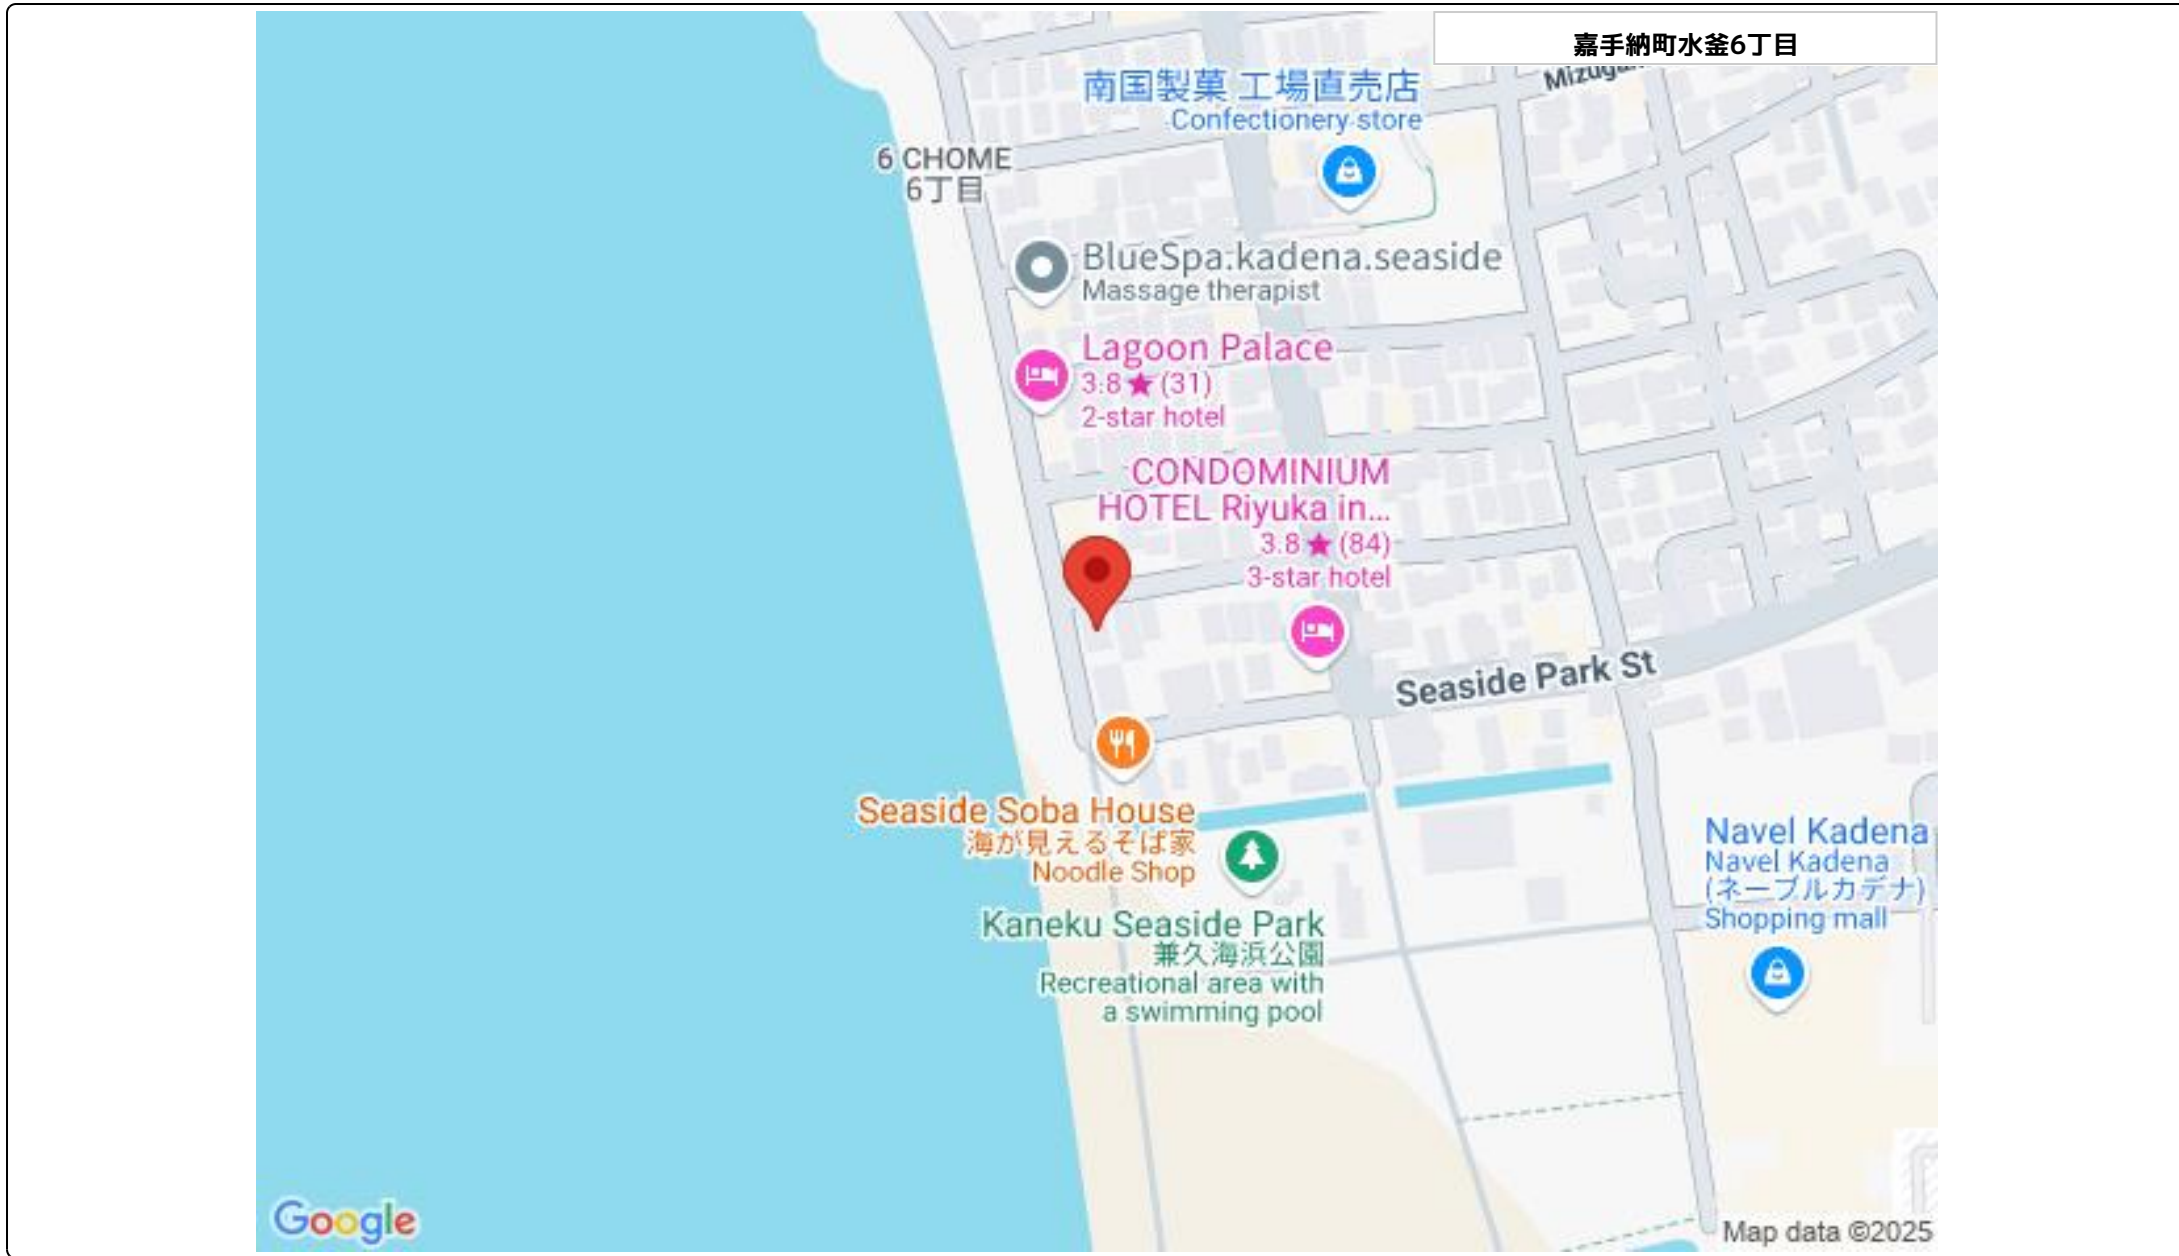 嘉手納町水釜6丁目
南国製菓 工場直売店
Confectionery store
6 CHOME
6丁目
BlueSpa.kadena.seaside
Massage therapist
Lagoon Palace
3.8★(31)
2-star hotel
CONDOMINIUM
HOTEL Riyuka in...
3.8★(84)
3-star hotel
Seaside Park St
Seaside Soba House
海が見えるそば家
Noodle Shop
Kaneku Seaside Park
兼久海浜公園
Recreational area with
a swimming pool
Navel Kadena
Navel Kadena
(ネーブルカデナ)
Shopping mall
Google
Map data ©2025